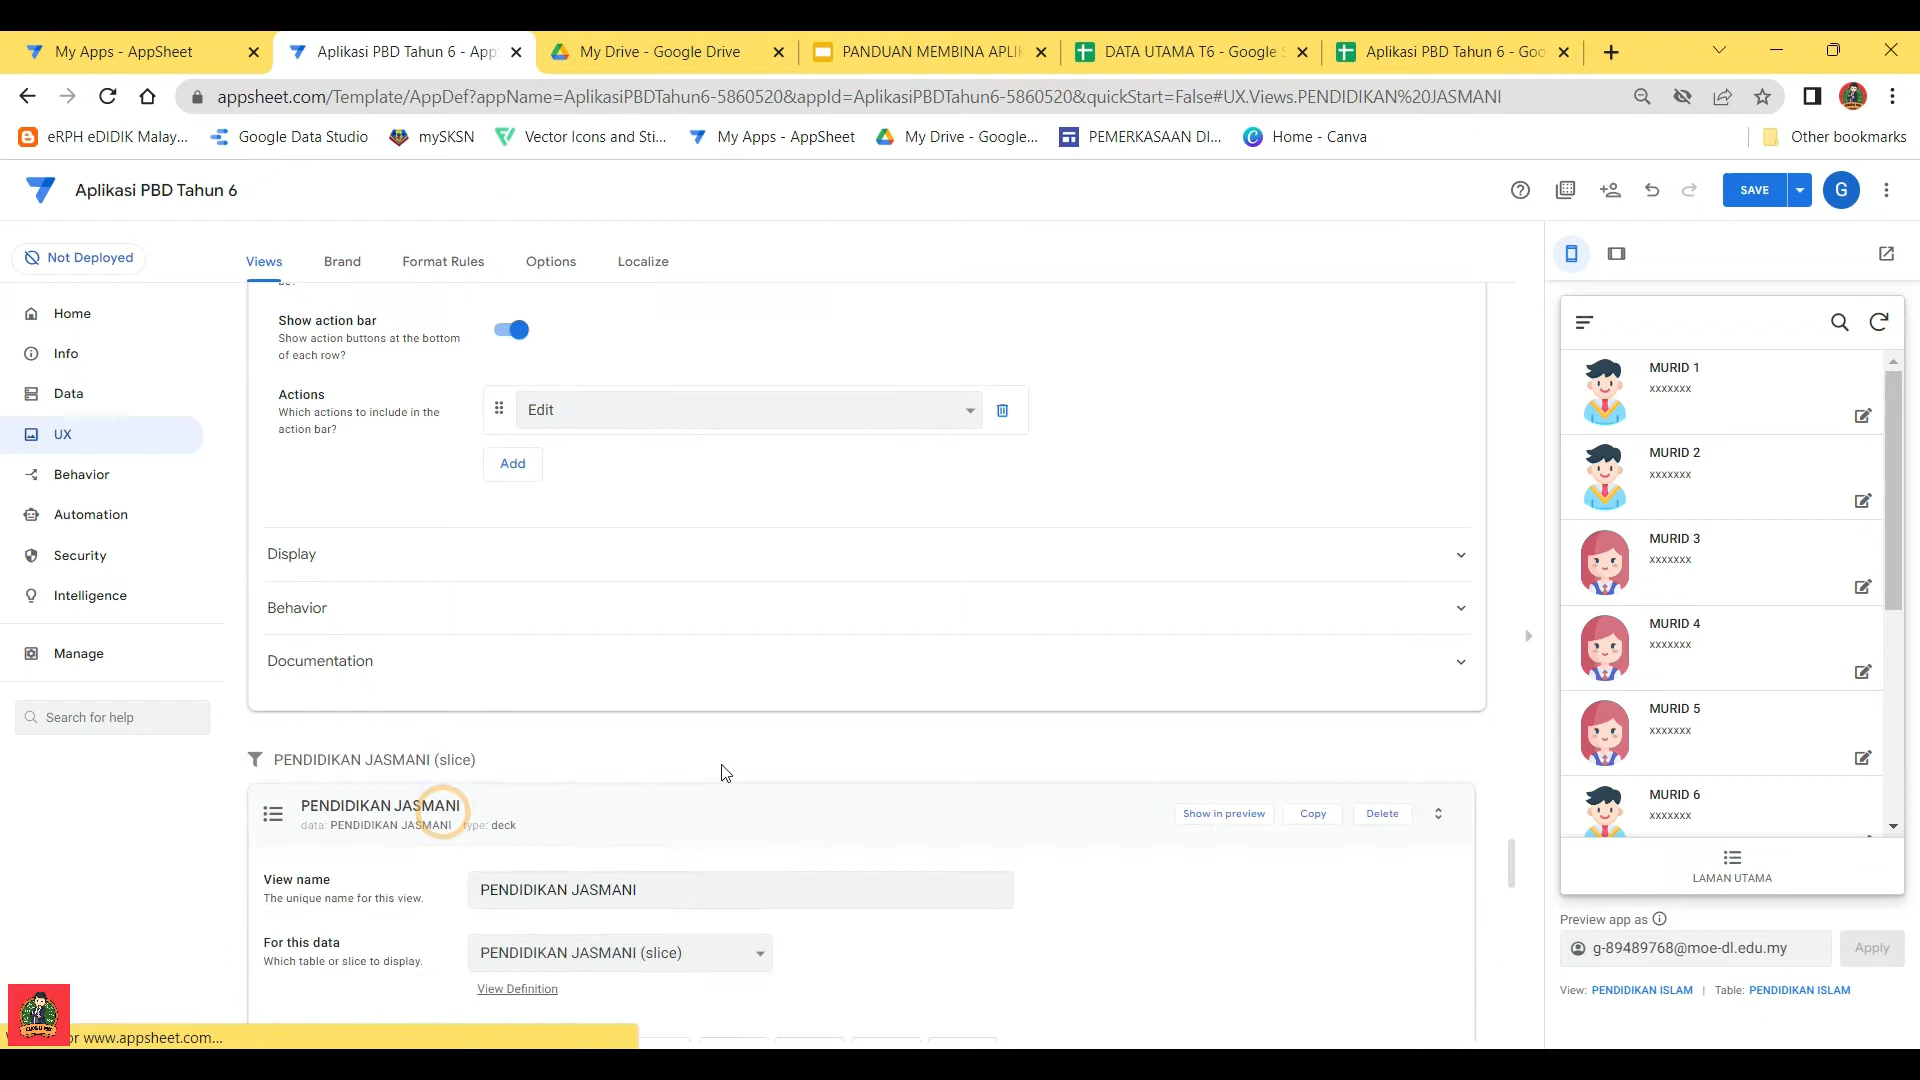 My Apps - AppSheet
Aplikasi PBD Tahun 6 - App
My Drive - Google Drive
PANDUAN MEMBINA APLIK
DATA UTAMA T6 - Google S
Aplikasi PBD Tahun 6 - Goo
appsheet.com/Template/AppDef?appName=AplikasiPBDTahun6-5860520&appId=AplikasiPBDTahun6-5860520&quickStart=False#UX.Views.PENDIDIKAN%20JASMANI
eRPH eDIDIK Malay...
Google Data Studio
mySKSN
Vector Icons and Sti...
My Apps - AppSheet
My Drive - Google...
PEMERKASAAN DI...
Home - Canva
Other bookmarks
Aplikasi PBD Tahun 6
SAVE
G
Not Deployed
Views
Brand
Format Rules
Options
Localize
Home
Info
Data
UX
Behavior
Automation
Security
Intelligence
Manage
Search for help
Show action bar
Show action buttons at the bottom
of each row?
Actions
Which actions to include in the
action bar?
Edit
Add
Display
Behavior
Documentation
PENDIDIKAN JASMANI (slice)
PENDIDIKAN JASMANI
data: PENDIDIKAN JASMANI type: deck
Show in preview
Copy
Delete
View name
The unique name for this view.
PENDIDIKAN JASMANI
For this data
Which table or slice to display.
PENDIDIKAN JASMANI (slice)
View Definition
MURID 1
xxxxxxx
MURID 2
xxxxxxx
MURID 3
xxxxxxx
MURID 4
xxxxxxx
MURID 5
xxxxxxx
MURID 6
xxxxxxx
LAMAN UTAMA
Preview app as
g-89489768@moe-dl.edu.my
Apply
View: PENDIDIKAN ISLAM | Table: PENDIDIKAN ISLAM
or www.appsheet.com...